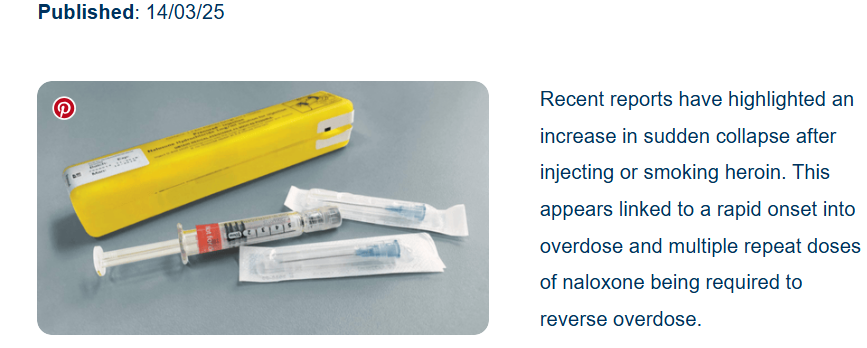 Published: 14/03/25
Recent reports have highlighted an
increase in sudden collapse after
injecting or smoking heroin. This
appears linked to a rapid onset into
overdose and multiple repeat doses
of naloxone being required to
reverse overdose.